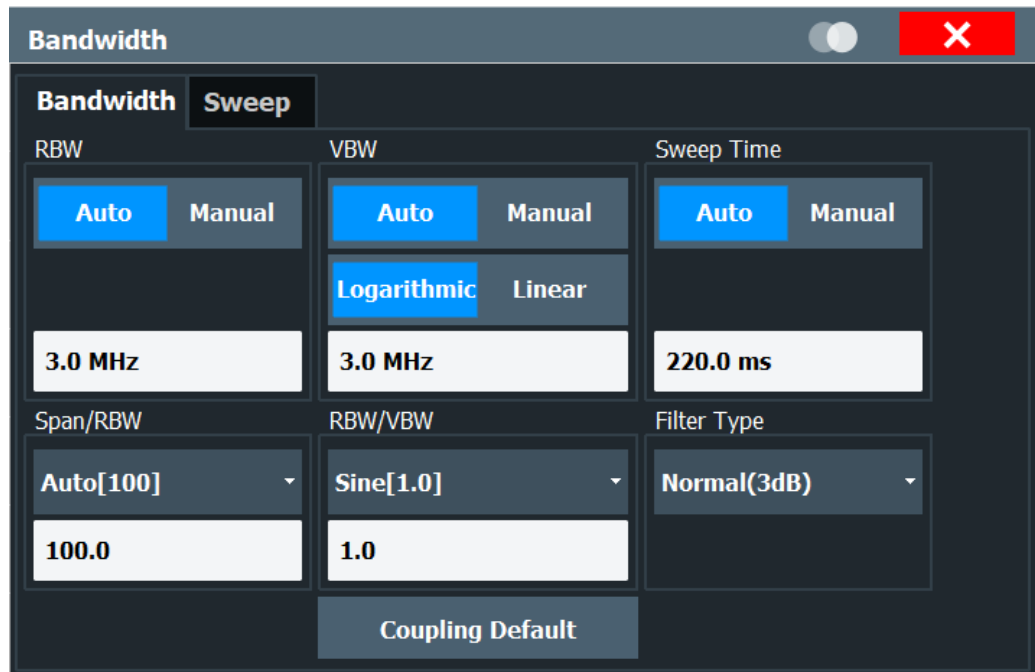 Bandwidth
Bandwidth Sweep
RBW VBW Sweep Time
Auto Manual Auto Manual Auto Manual
Logarithmic Linear
3.0 MHz 3.0 MHz 220.0 ms
Span/RBW RBW/VBW Filter Type
Auto[100] Sine[1.0] Normal(3dB)
100.0 1.0
Coupling Default